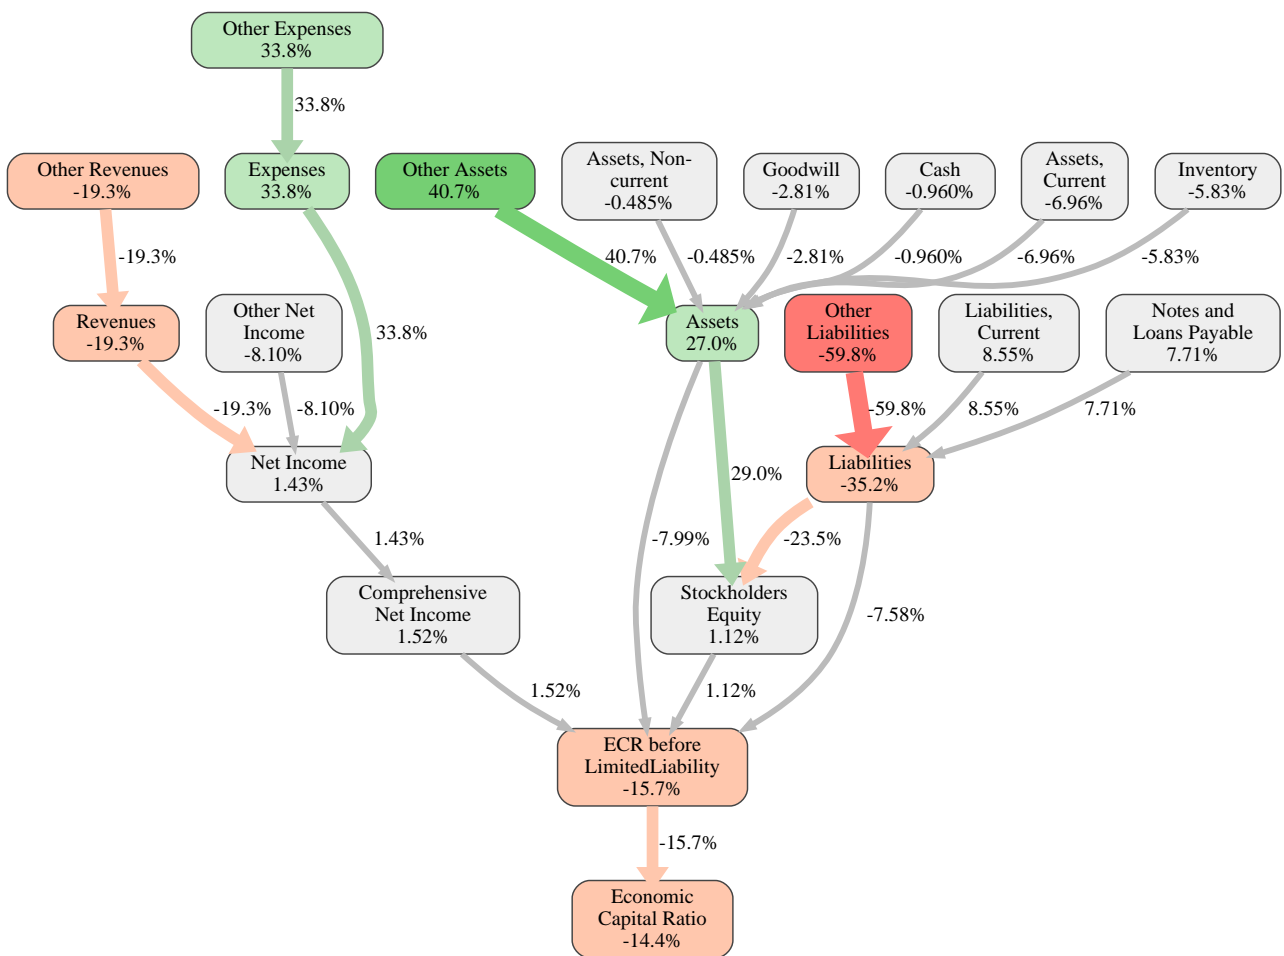 Other Expenses
33.8%
33.8%
Other Revenues
-19.3%
Expenses
33.8%
Other Assets
40.7%
Assets, Non-
current
-0.485%
Goodwill
-2.81%
Cash
-0.960%
Assets,
Current
-6.96%
Inventory
-5.83%
-19.3%
40.7%
-0.485%
-2.81%
-0.960%
-6.96%
-5.83%
Revenues
-19.3%
Other Net
Income
-8.10%
33.8%
Assets
27.0%
Other
Liabilities
-59.8%
Liabilities,
Current
8.55%
Notes and
Loans Payable
7.71%
-19.3%
-8.10%
-59.8%
8.55%
7.71%
Net Income
1.43%
29.0%
Liabilities
-35.2%
1.43%
-7.99%
-23.5%
Comprehensive
Net Income
1.52%
Stockholders
Equity
1.12%
-7.58%
1.52%
1.12%
ECR before
LimitedLiability
-15.7%
-15.7%
Economic
Capital Ratio
-14.4%